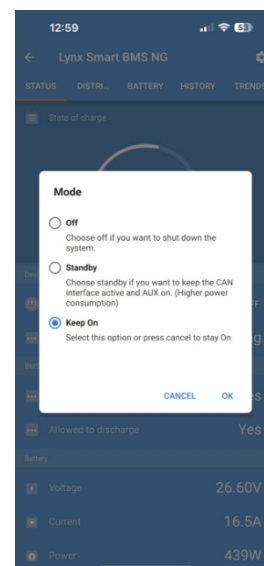 12:59
53
Lynx Smart BMS NG
STATUS DISTRI... BATTERY HISTORY TRENDS
State of charge
Mode
Off
Choose off if you want to shut down the
system.
Standby
Choose standby if you want to keep the CAN
interface active and AUX on. (Higher power
consumption)
Keep On
Select this option or press cancel to stay On
CANCEL OK
Allowed to discharge Yes
Battery
Voltage 26.60V
Current 16.5A
Power 439W